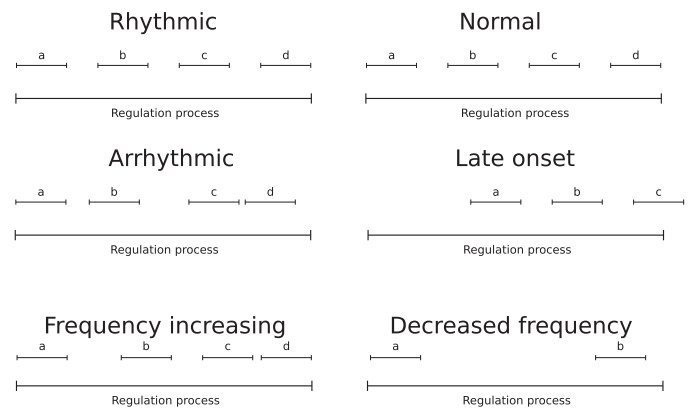 Rhythmic
a b c d
Regulation process
Normal
a b c d
Regulation process
Arrhythmic
a b c d
Regulation process
Late onset
a b c
Regulation process
Frequency increasing
a b c d
Regulation process
Decreased frequency
a b
Regulation process